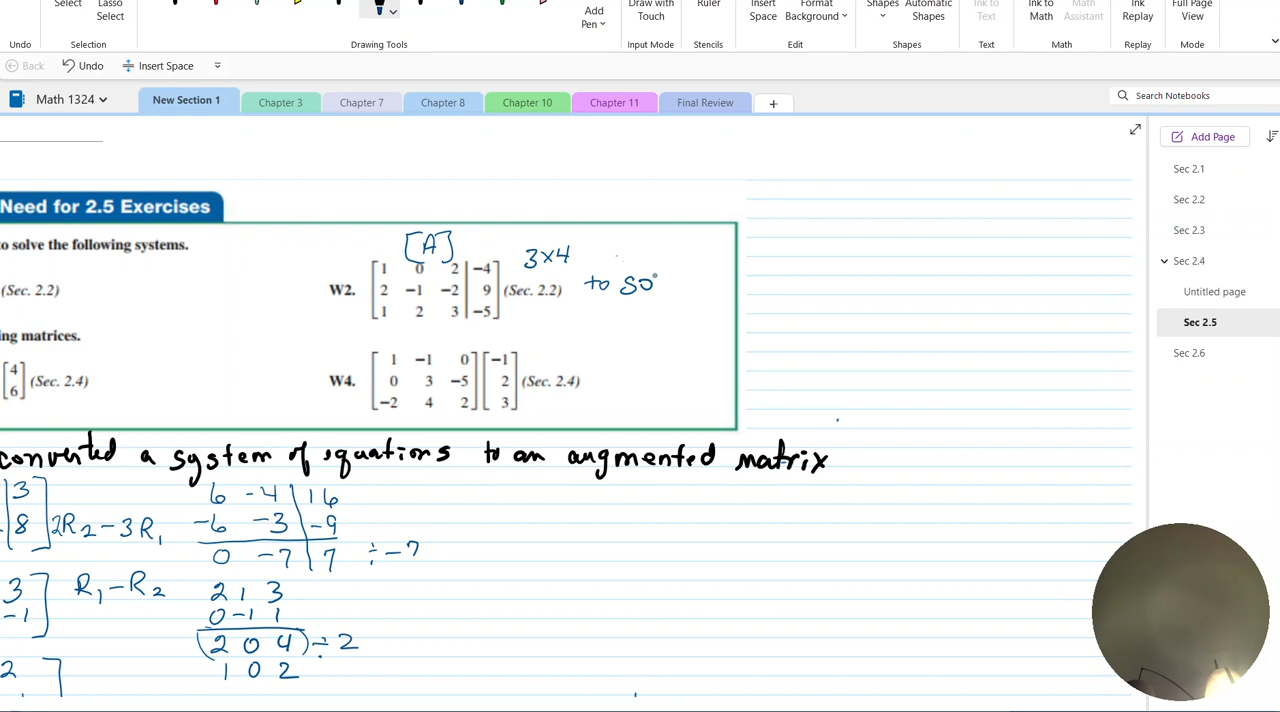 Select
Lasso
Select
Add
Pen
Draw with
Touch
Ruler
Insert
Space
Format
Background
Shapes
Automatic
Shapes
Ink to
Text
Ink to
Math
Math
Assistant
Ink
Replay
Full Page
View
Undo
Selection
Drawing Tools
Input Mode
Stencils
Edit
Shapes
Text
Math
Replay
Mode
Back
Undo
Insert Space
Math 1324
New Section 1
Chapter 3
Chapter 7
Chapter 8
Chapter 10
Chapter 11
Final Review
+
Search Notebooks
Add Page
Sec 2.1
Sec 2.2
Sec 2.3
Sec 2.4
Untitled page
Sec 2.5
Sec 2.6
Need for 2.5 Exercises
to solve the following systems.
(Sec. 2.2)
ing matrices.
4
6 (Sec. 2.4)
[A] 3×4
to so
1 0 2 | -4
W2. 2 -1 -2 | 9 (Sec. 2.2)
1 2 3 | -5
1 -1 0 -1
W4. 0 3 -5 2 (Sec. 2.4)
-2 4 2 3
converted a system of equations to an augmented matrix
3
8 2R₂ - 3R₁
6 -4 | 16
-6 -3 | -9
0 -7 | 7 ÷ -7
3
-1 R₁ - R₂
2 1 3
0 -1 1
(2 0 4) ÷ 2
1 0 2
2